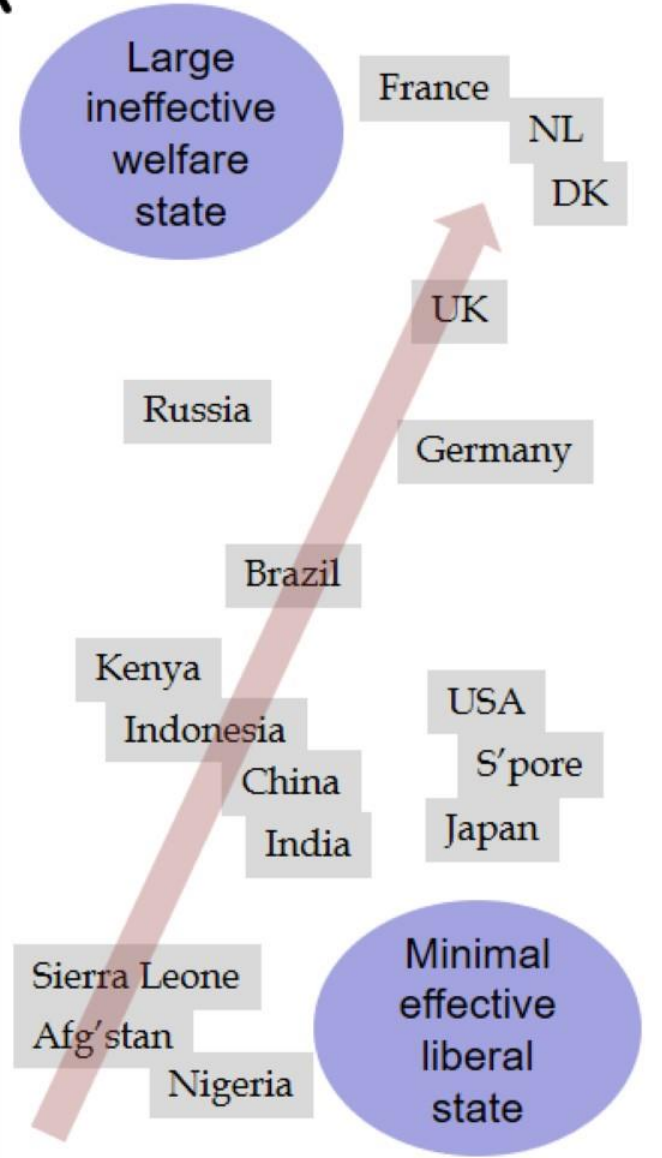 Large
ineffective
welfare
state
France
NL
DK
UK
Russia
Germany
Brazil
Kenya
Indonesia
China
India
USA
S'pore
Japan
Sierra Leone
Afg'stan
Nigeria
Minimal
effective
liberal
state